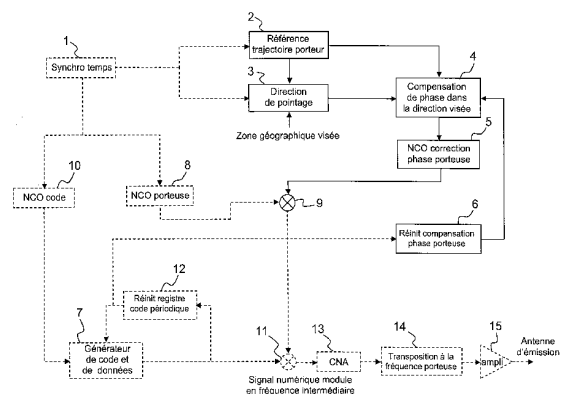 1
Synchro temps
2
Référence
trajectoire porteur
3
Direction
de pointage
Zone géographique visée
4
Compensation
de phase dans
la direction visée
5
NCO correction
phase porteuse
10
NCO code
8
NCO porteuse
9
6
Réinit compensation
phase porteuse
12
Réinit registre
code périodique
7
Générateur
de code et
de données
11
Signal numérique module
en fréquence intermédiaire
13
CNA
14
Transposition à la
fréquence porteuse
15
ampli
Antenne
d'émission